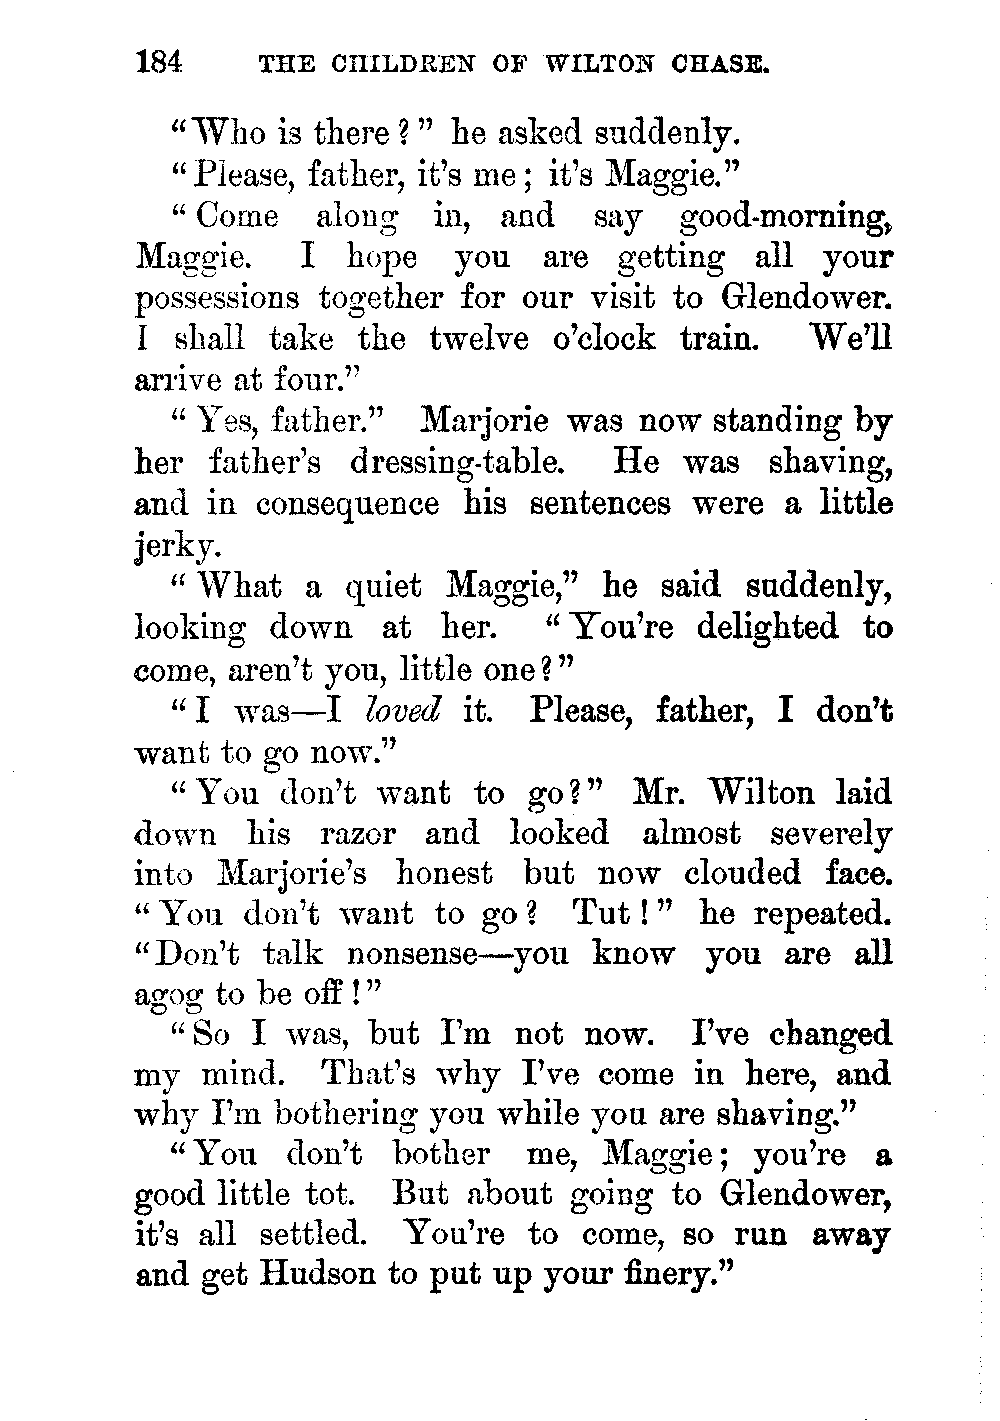 184 THE CHILDREN OF WILTON CHASE.
“Who is there?” he asked suddenly.
“Please, father, it’s me; it’s Maggie.”
“Come along in, and say good-morning,
Maggie. I hope you are getting all your
possessions together for our visit to Glendower.
I shall take the twelve o’clock train. We’ll
arrive at four.”
“Yes, father.” Marjorie was now standing by
her father’s dressing-table. He was shaving,
and in consequence his sentences were a little
jerky.
“What a quiet Maggie,” he said suddenly,
looking down at her. “You’re delighted to
come, aren’t you, little one?”
“I was—I loved it. Please, father, I don’t
want to go now.”
“You don’t want to go?” Mr. Wilton laid
down his razor and looked almost severely
into Marjorie’s honest but now clouded face.
“You don’t want to go? Tut!” he repeated.
“Don’t talk nonsense—you know you are all
agog to be off!”
“So I was, but I’m not now. I’ve changed
my mind. That’s why I’ve come in here, and
why I’m bothering you while you are shaving.”
“You don’t bother me, Maggie; you’re a
good little tot. But about going to Glendower,
it’s all settled. You’re to come, so run away
and get Hudson to put up your finery.”